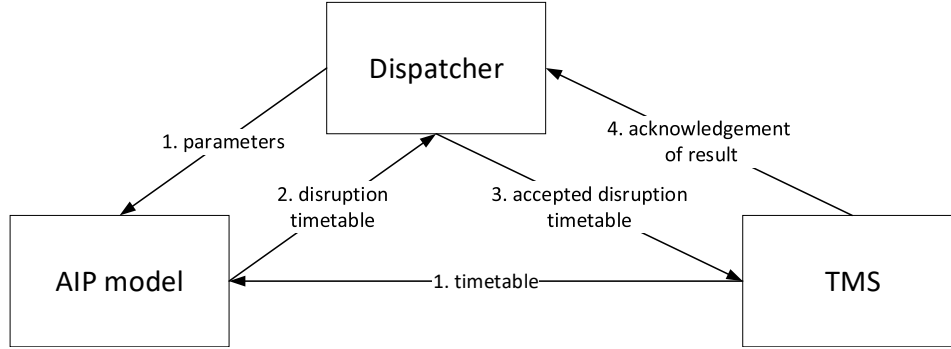 Dispatcher
1. parameters
4. acknowledgement
of result
2. disruption
timetable
3. accepted disruption
timetable
AIP model
1. timetable
TMS